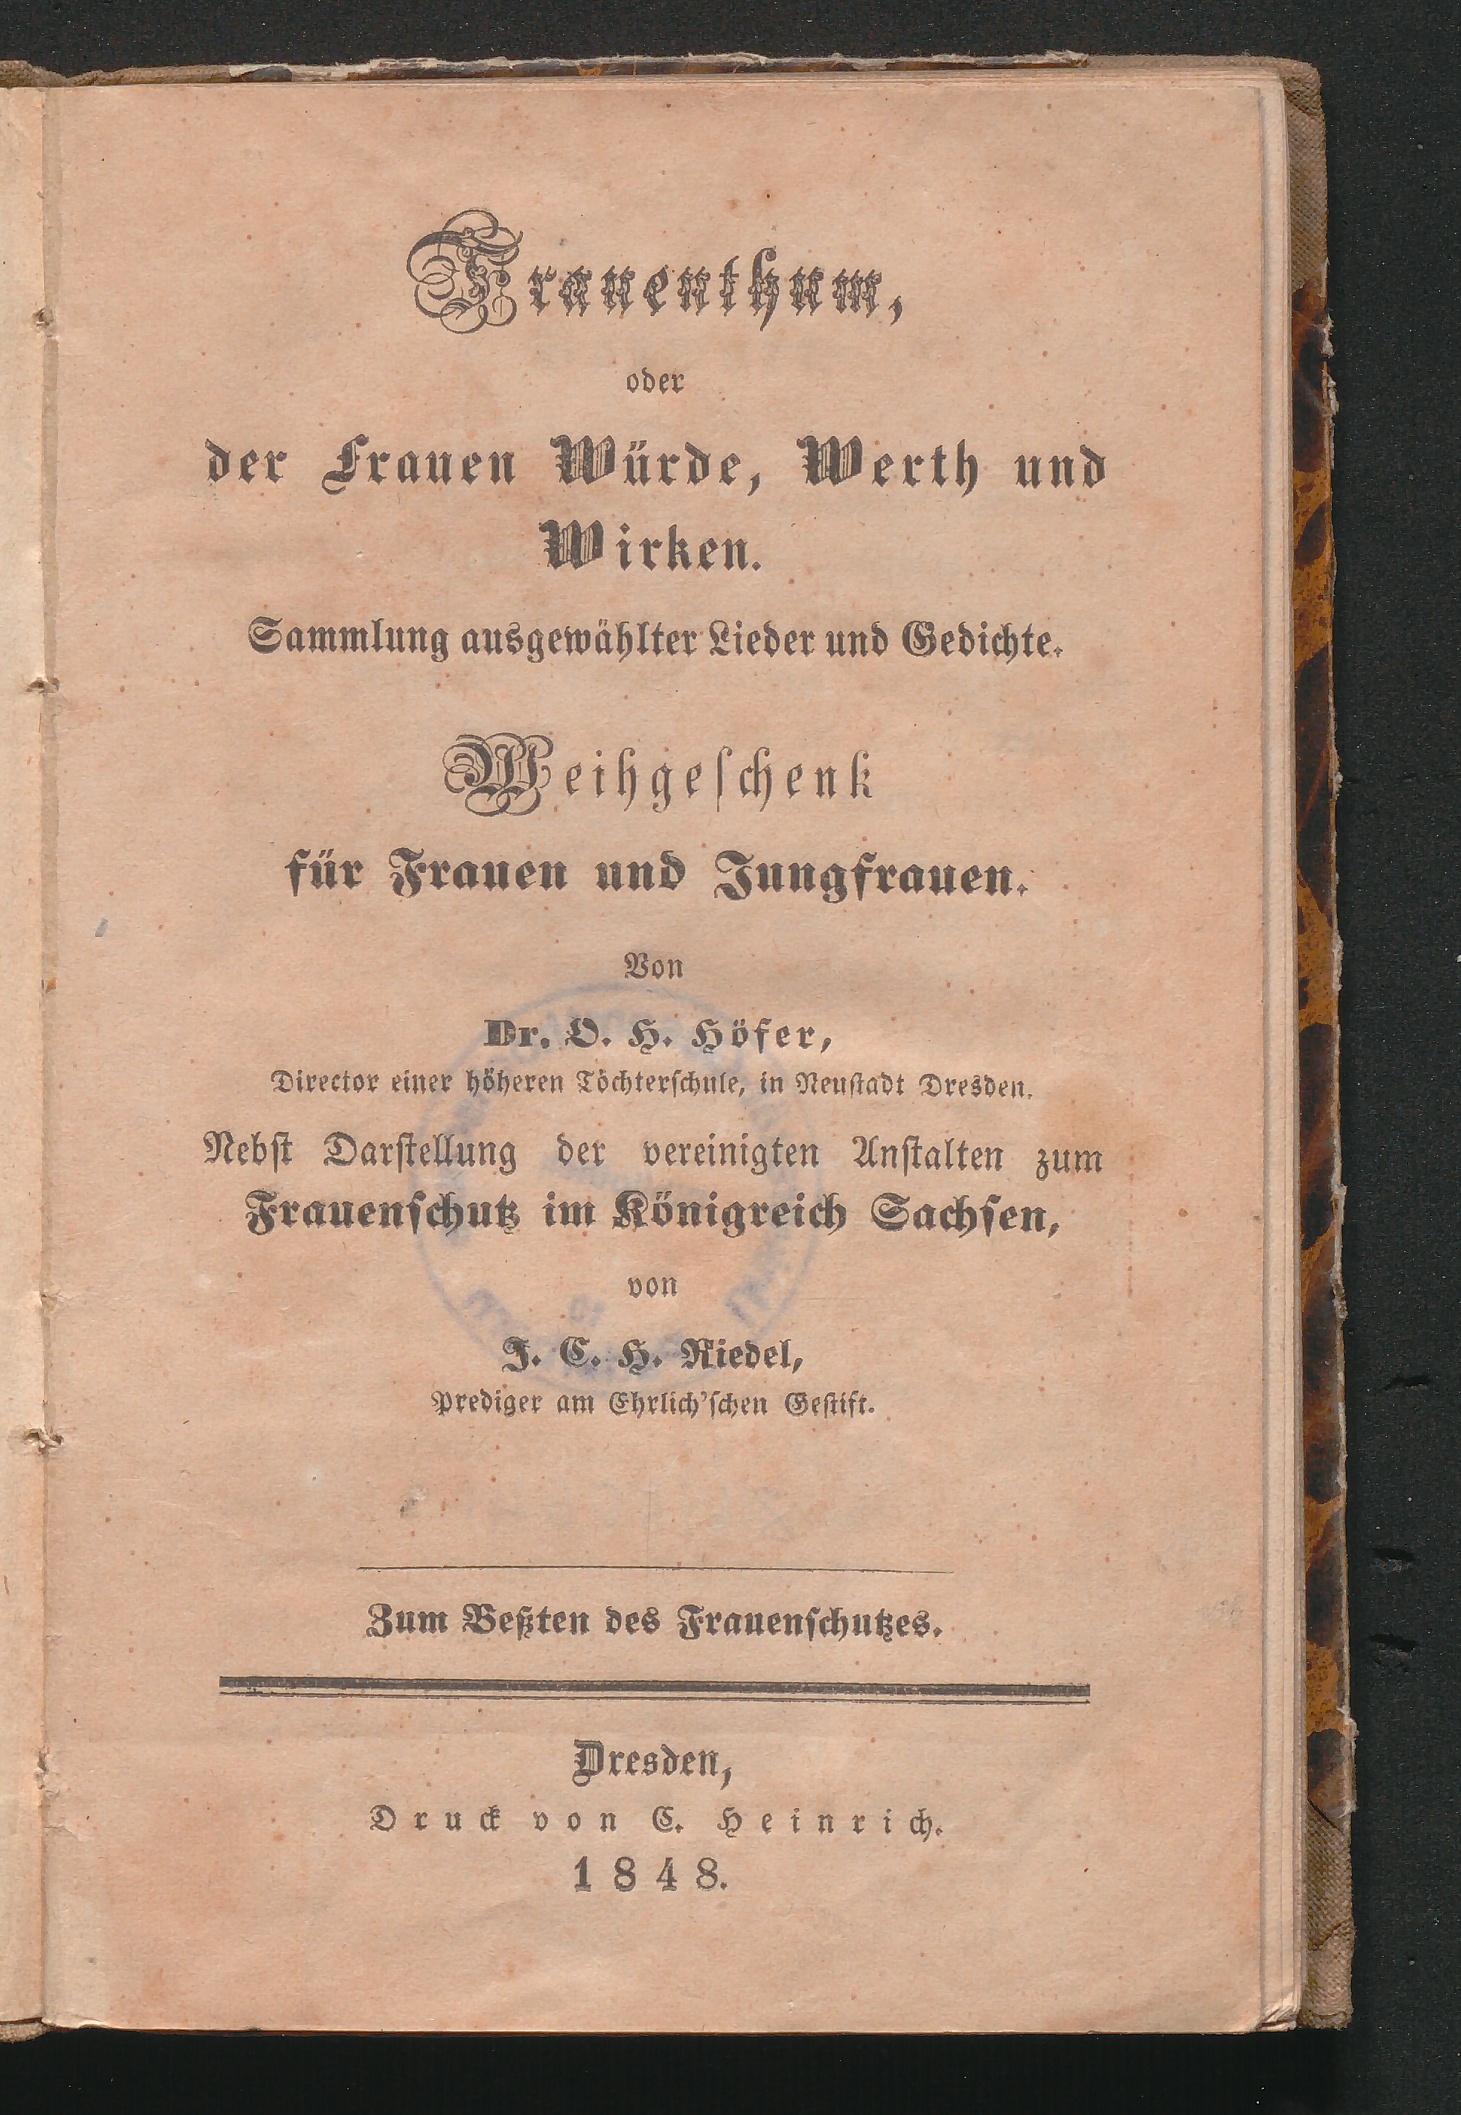 Frauenthum,
oder
der Frauen Würde, Werth und
Wirken.
Sammlung ausgewählter Lieder und Gedichte.
Weihgeschenk
für Frauen und Jungfrauen.
Von
Dr. O. H. Höfer,
Director einer höheren Töchterſchule, in Neuſtadt Dresden.
Nebſt Darſtellung der vereinigten Anſtalten zum
Frauenſchutz im Königreich Sachſen,
von
J. C. H. Riedel,
Prediger am Ehrlich'ſchen Geſtift.
Zum Beßten des Frauenſchutzes.
Dresden,
Druck von C. Heinrich.
1848.